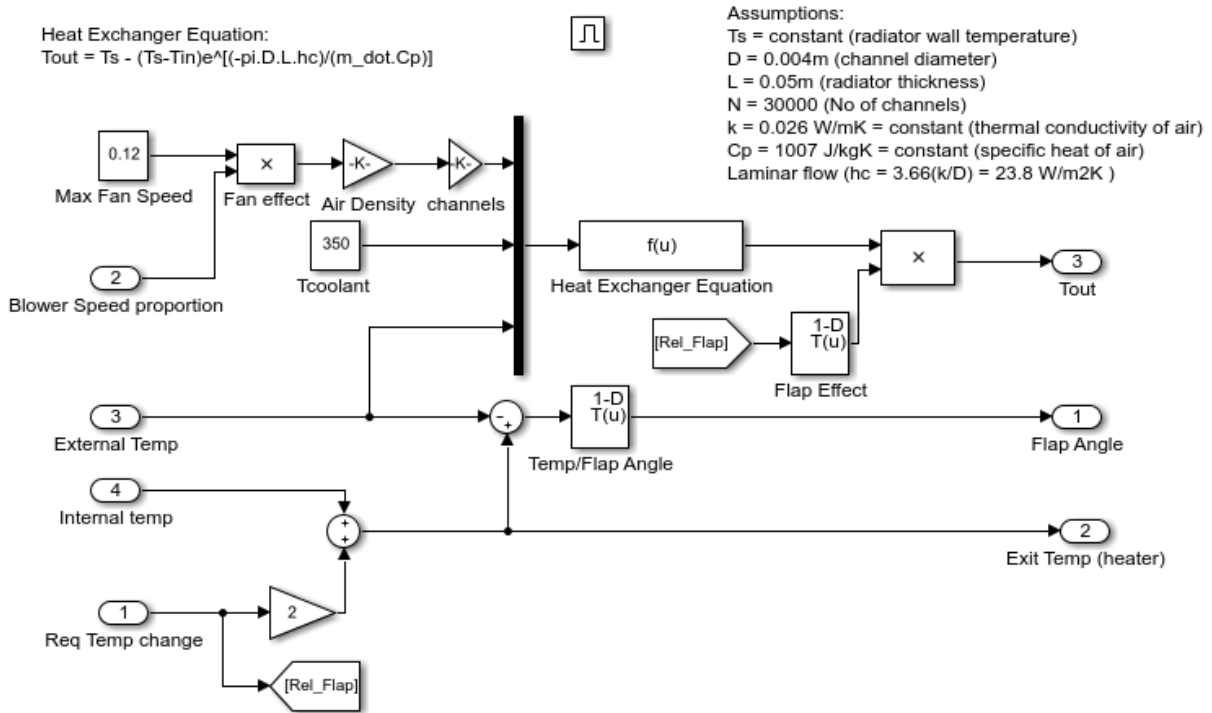 Heat Exchanger Equation:
Tout = Ts - (Ts-Tin)e^[(-pi.D.L.hc)/(m_dot.Cp)]
Assumptions:
Ts = constant (radiator wall temperature)
D = 0.004m (channel diameter)
L = 0.05m (radiator thickness)
N = 30000 (No of channels)
k = 0.026 W/mK = constant (thermal conductivity of air)
Cp = 1007 J/kgK = constant (specific heat of air)
Laminar flow (hc = 3.66(k/D) = 23.8 W/m2K )
0.12
Max Fan Speed
×
Fan effect
-K-
Air Density
-K-
channels
2
Blower Speed proportion
350
Tcoolant
f(u)
Heat Exchanger Equation
×
3
Tout
[Rel_Flap]
1-D
T(u)
Flap Effect
3
External Temp
-
+
1-D
T(u)
Temp/Flap Angle
1
Flap Angle
4
Internal temp
+
+
2
Exit Temp (heater)
1
Req Temp change
2
[Rel_Flap]